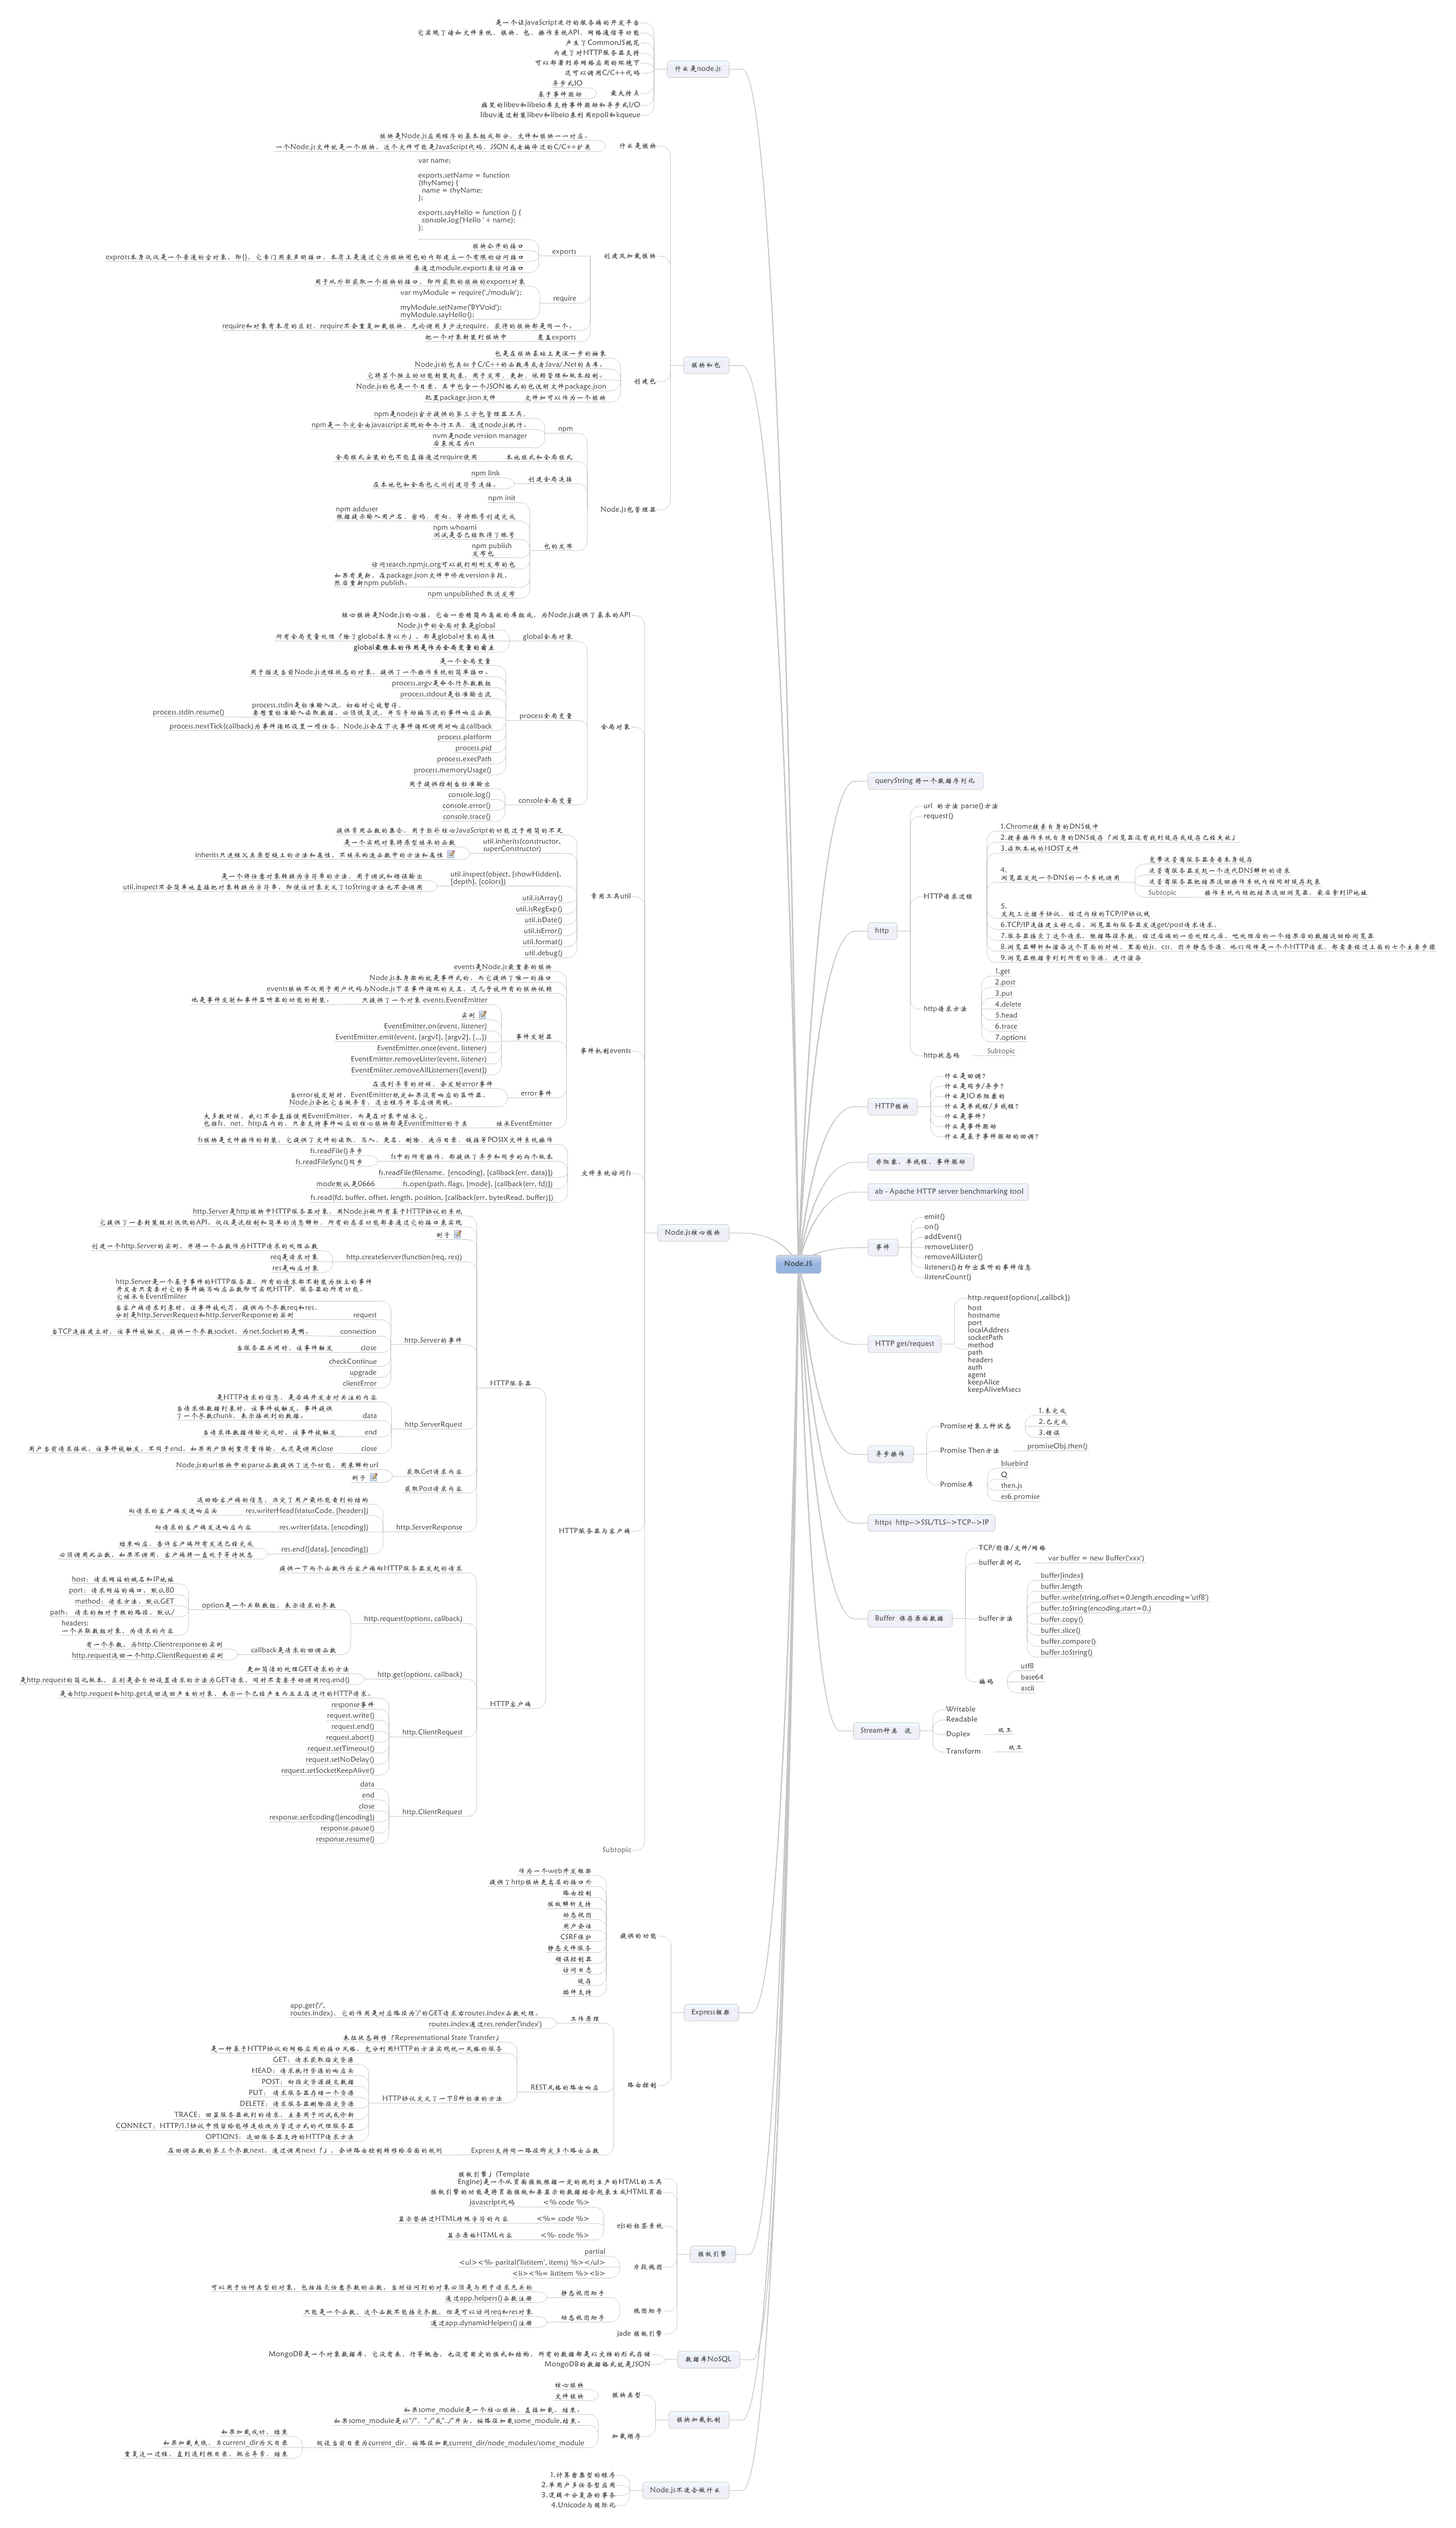 是一个让javaScript运行的服务端的开发平台
它实现了诸如文件系统、模块、包、操作系统API、网络通信等功能
产生了CommonJS规范
内建了对HTTP服务器支持
可以部署到非网络应用的环境下
还可以调用C/C++代码
异步式IO
基于事件驱动
最大特点
搞笑的libev和libeio库支持事件驱动和异步式I/O
libuv通过封装libev和libeio来利用epoll和kqueue
什么是node.js
模块是Node.js应用程序的基本组成部分，文件和模块一一对应。
一个Node.js文件就是一个模块，这个文件可能是JavaScript代码、JSON或者编译过的C/C++扩展
什么是模块
var name;
exports.setName = function
(thyName) {
name = thyName;
};
exports.sayHello = function () {
console.log('Hello ' + name);
};
模块公开的接口
exprots本身仅仅是一个普通的空对象，即{}，它专门用来声明接口，本质上是通过它为模块闭包的内部建立一个有限的访问接口
要通过module.exports来访问接口
exports
创建及加载模块
用于从外部获取一个模块的接口，即所获取的模块的exports对象
var myModule = require('./module');
myModule.setName('BYVoid');
myModule.sayHello();
require
require和对象有本质的区别，require不会重复加载模块，无论调用多少次require，获得的模块都是同一个。
把一个对象封装到模块中
覆盖exports
模块和包
也是在模块基础上更深一步的抽象
Node.js的包类似于C/C++的函数库或者Java/.Net的类库。
它将某个独立的功能封装起来，用于发布、更新、依赖管理和版本控制。
Node.js的包是一个目录，其中包含一个JSON格式的包说明文件package.json
配置package.json文件
文件加可以作为一个模块
创建包
npm是nodejs官方提供的第三方包管理器工具，
npm是一个完全由javascript实现的命令行工具，通过node.js执行。
nvm是node version manager
后来改名为n
npm
全局模式安装的包不能直接通过require使用
本地模式和全局模式
npm link
在本地包和全局包之间创建符号连接。
创建全局连接
Node.js包管理器
npm init
npm adduser
根据提示输入用户名、密码、有向，等待账号创建完成
npm whoami
测试是否已经取得了账号
npm publish
发布包
访问search.npmjs.org可以找到刚刚发布的包
如果有更新，在package.json文件中修改version字段，
然后重新npm publish。
npm unpublished 取消发布
包的发布
核心模块是Node.js的心脏，它由一些精简而高效的库组成，为Node.js提供了基本的API
Node.js中的全局对象是global
所有全局变量处理（除了global本身以外），都是global对象的属性
global最根本的作用是作为全局变量的宿主
global全局对象
是一个全局变量
用于描述当前Node.js进程状态的对象，提供了一个操作系统的简单接口。
process.argv是命令行参数数组
process.stdout是标准输出流
process.stdin.resume()
process.stdin是标准输入流，初始时它被暂停，
要想重标准输入读取数据，必须恢复流，并写手动编写流的事件响应函数
process.nextTick(callback)为事件循环设置一项任务，Node.js会在下次事件循环调用时响应callback
process.platform
process.pid
process.execPath
process.memoryUsage()
process全局变量
全局对象
用于提供控制台标准输出
console.log()
console.error()
console.trace()
console全局变量
提供常用函数的集合，用于弥补核心JavaScript的功能过于精简的不足
是一个实现对象将原型继承的函数
inherits只进程父类原型链上的方法和属性，不继承构造函数中的方法和属性
util.inherits(constructor,
superConstructor)
是一个将任意对象转换为字符串的方法，用于调试和错误输出
util.inspect不会简单地直接把对象转换为字符串，即使该对象定义了toString方法也不会调用
util.inspect(object, [showHidden],
[depth], [colors])
util.isArray()
util.isRegExp()
util.isDate()
util.isError()
util.format()
util.debug()
常用工具util
events是Node.js最重要的模块
Node.js本身架构就是事件式的，而它提供了唯一的接口
events模块不仅用于用户代码与Node.js下层事件循环的交互，还几乎被所有的模块依赖
他是事件发射和事件监听器的功能的封装。
只提供了一个对象 events.EventEmitter
实例
EventEmitter.on(event, listener)
EventEmitter.emit(event, [argv1], [argv2], [...])
EventEmitter.once(event, listener)
EventEmitter.removeLister(event, listener)
EventEmiiter.removeAllListerners([event])
事件发射器
事件机制events
在遇到异常的时候，会发射error事件
当error被发射时，EventEmitter规定如果没有响应的监听器，
Node.js会把它当做异常，退出程序并答应调用栈。
error事件
大多数时候，我们不会直接使用EventEmitter，而是在对象中继承它。
包括fs、net、http在内的，只要支持事件响应的核心模块都是EventEmitter的子类
继承EventEmitter
fs模块是文件操作的封装，它提供了文件的读取、写入、更名、删除、遍历目录、链接等POSIX文件系统操作
fs.readFile()异步
fs.readFileSync()同步
fs中的所有操作，都提供了异步和同步的两个版本
fs.readFile(filename, [encoding], [callback(err, data)])
mode默认是0666
fs.open(path, flags, [mode], [callback(err, fd)])
fs.read(fd, buffer, offset, length, position, [callback(err, bytesRead, buffer)])
文件系统访问fs
Node.js核心模块
http.Server是http模块中HTTP服务器对象，用Node.js做所有基于HTTP协议的系统
它提供了一套封装级别很低的API，仅仅是流控制和简单的消息解析，所有的高层功能都要通过它的接口来实现
例子
创建一个http.Server的实例，并将一个函数作为HTTP请求的处理函数
req是请求对象
res是响应对象
http.createServer(function(req, res))
http.Server是一个基于事件的HTTP服务器，所有的请求都不封装为独立的事件
开发者只需要对它的事件编写响应函数即可实现HTTP、服务器的所有功能。
它继承自EventEmiiter
当客户端请求到来时，该事件被处罚，提供两个参数req和res，
分别是http.ServerRequest和http.ServerResponse的实例
request
当TCP连接建立时，该事件被触发，提供一个参数socket，为net.Socket的是啊。
connection
当服务器关闭时，该事件触发
close
checkContinue
upgrade
clientError
http.Server的事件
HTTP服务器
是HTTP请求的信息，是后端开发者对关注的内容
当请求体数据到来时，该事件被触发，事件提供
了一个参数chunk，表示接收到的数据。
data
当请求体数据传输完成时，该事件被触发
end
用户当前请求接收，该事件被触发，不同于end，如果用户强制重质量传输，也还是调用close
close
http.ServerRquest
Node.js的url模块中的parse函数提供了这个功能，用来解析url
例子
获取Get请求内容
获取Post请求内容
返回给客户端的信息，决定了用户最终能看到的结构
向请求的客户端发送响应头
res.writerHead(statusCode, [headers])
向请求的客户端发送响应内容
res.writer(data, [encoding])
结束响应，告诉客户端所有发送已经完成
必须调用此函数，如果不调用，客户端将一直处于等待状态
res.end([data], [encoding])
http.ServerResponse
HTTP服务器与客户端
提供一下两个函数作为客户端向HTTP服务器发起的请求
host：请求网站的域名和IP地址
port：请求网站的端口，默认80
method：请求方法，默认GET
path：请求的相对于根的路径，默认/
headers:
一个关联数组对象，为请求的内容
option是一个关联数组，表示请求的参数
有一个参数，为http.Clientresponse的实例
http.request返回一个http.ClientRequest的实例
callback是请求的回调函数
http.request(options, callback)
更加简洁的处理GET请求的方法
是http.request的简化版本，区别是会自动设置请求的方法为GET请求，同时不需要手动调用req.end()
http.get(options, callback)
HTTP客户端
是由http.request和http.get返回返回产生的对象，表示一个已经产生而且正在进行的HTTP请求。
response事件
request.write()
request.end()
request.abort()
request.setTimeout()
request.setNoDelay()
request.setSocketKeepAlive()
http.ClientRequest
data
end
close
response.serEcoding([encoding])
response.pause()
response.resume()
http.ClientRequest
Subtopic
作为一个web开发框架
提供了http模块更高层的接口外
路由控制
模板解析支持
动态视图
用户会话
CSRF保护
静态文件服务
错误控制器
访问日志
缓存
插件支持
提供的功能
Express框架
app.get('/',
routes.index)，它的作用是对应路径为'/'的GET请求右routes.index函数处理。
routes.index通过res.render('index')
工作原理
表征状态转移（Representational State Transfer）
是一种基于HTTP协议的网络应用的接口风格，充分利用HTTP的方法实现统一风格的服务
GET：请求获取指定资源
HEAD：请求执行资源的响应头
POST：向指定资源提交数据
PUT：请求服务器存储一个资源
DELETE：请求服务器删除指定资源
TRACE：回显服务器收到的请求，主要用于测试或诊断
CONNECT：HTTP/1.1协议中预留给能够连续改为管道方式的代理服务器
OPTIONS：返回服务器支持的HTTP请求方法
HTTP协议定义了一下8种标准的方法
REST风格的路由响应
路由控制
在回调函数的第三个参数next，通过调用next（），会讲路由控制转移给后面的规则
Express支持同一路径绑定多个路由函数
模板引擎）(Template
Engine)是一个从页面模板根据一定的规则生产的HTML的工具
模板引擎的功能是将页面模板和要显示的数据结合起来生成HTML页面
javascript代码
<% code %>
显示替换过HTML特殊字符的内容
<%= code %>
显示原始HTML内容
<%- code %>
ejs的标签系统
partial
<ul><%- parital('listitem', items) %></ul>
<li><%= listitem %><li>
片段视图
模板引擎
可以用于任何类型的对象，包括接受任意参数的函数，当时访问到的对象必须是与用于请求无关的
通过app.helpers()函数注册
静态视图助手
只能是一个函数，这个函数不能接受参数，但是可以访问req和res对象
通过app.dynamicHelpers()注册
动态视图助手
视图助手
jade 模板引擎
MongoDB是一个对象数据库，它没有表、行等概念，也没有固定的模式和结构，所有的数据都是以文档的形式存储
MongoDB的数据格式就是JSON
数据库NoSQL
核心模块
文件模块
模块类型
如果some_module是一个核心模块，直接加载，结束。
如果some_module是以"/"、"./"或"../"开头，按路径加载some_module,结束。
如果加载成功，结束
如果加载失败，另current_dir为父目录
重复这一过程，直到遇到根目录，抛出异常，结束
假设当前目录为current_dir，按路径加载current_dir/node_modules/some_module
加载顺序
模块加载机制
1.计算密集型的程序
2.单用户多任务型应用
3.逻辑十分复杂的事务
4.Unicode与国际化
Node.js不适合做什么
Node.JS
queryString 将一个数据序列化
url 的方法 parse()方法
request()
1.Chrome搜索自身的DNS缓冲
2.搜索操作系统自身的DNS缓存（浏览器没有找到缓存或缓存已经失效）
3.读取本地的HOST文件
4.
浏览器发起一个DNS的一个系统调用
宽带运营商服务器查看本身缓存
运营商服务器发起一个迭代DNS解析的请求
运营商服务器把结果返回操作系统内核同时缓存起来
Subtopic
操作系统内核把结果返回浏览器，最后拿到IP地址
HTTP请求过程
5.
发起三次握手协议，经过内核的TCP/IP协议栈
6.TCP/IP连接建立好之后，浏览器向服务器发送get/post请求请求，
7.服务器接受了这个请求，根据路径参数，经过后端的一些处理之后，吧处理后的一个结果后的数据返回给浏览器
8.浏览器解析和渲染这个页面的时候，里面的js、css、图片静态资源，他们同样是一个个HTTP请求，都需要经过上面的七个主要步骤
9.浏览器根据拿到到所有的资源，进行渲染
http
http请求方法
1.get
2.post
3.put
4.delete
5.head
6.trace
7.options
http状态码
Subtopic
HTTP模块
什么是回调？
什么是同步/异步？
什么是IO非阻塞的
什么是单线程/多线程？
什么是事件？
什么是事件驱动
什么是基于事件驱动的回调？
非阻塞，单线程，事件驱动
ab - Apache HTTP server benchmarking tool
事件
emit()
on()
addEvent()
removeLister()
removeAllLister()
listeners()打印出监听的事件信息
listenrCount()
HTTP get/request
http.request(options[,callbck])
host
hostname
port
localAddress
socketPath
method
path
headers
auth
agent
keepAlice
keepAliveMsecs
异步操作
Promise对象三种状态
1.未完成
2.已完成
3.错误
Promise Then方法
promiseObj.then()
Promise库
bluebird
Q
then.js
es6.promise
https http-->SSL/TLS-->TCP-->IP
Buffer 保存原始数据
TCP/图像/文件/网络
buffer实例化
var buffer = new Buffer('xxx')
buffer方法
buffer[index]
buffer.length
buffer.write(string,offset=0,length,encoding='utf8')
buffer.toString(encoding,start=0,)
buffer.copy()
buffer.slice()
buffer.compare()
buffer.toString()
编码
utf8
base64
ascii
Stream种类 流
Writable
Readable
Duplex
双工
Transform
双工